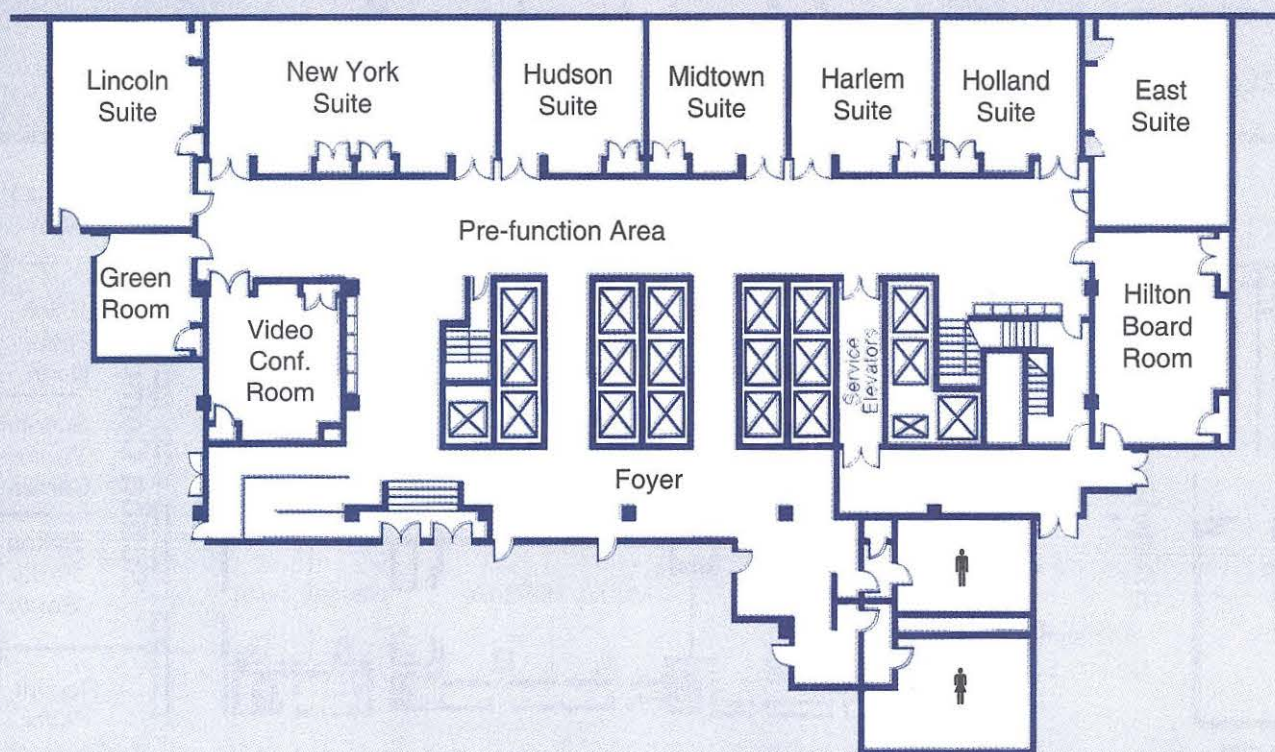 Lincoln
Suite
New York
Suite
Hudson
Suite
Midtown
Suite
Harlem
Suite
Holland
Suite
East
Suite
Pre-function Area
Green
Room
Video
Conf.
Room
Service
Elevators
Hilton
Board
Room
Foyer